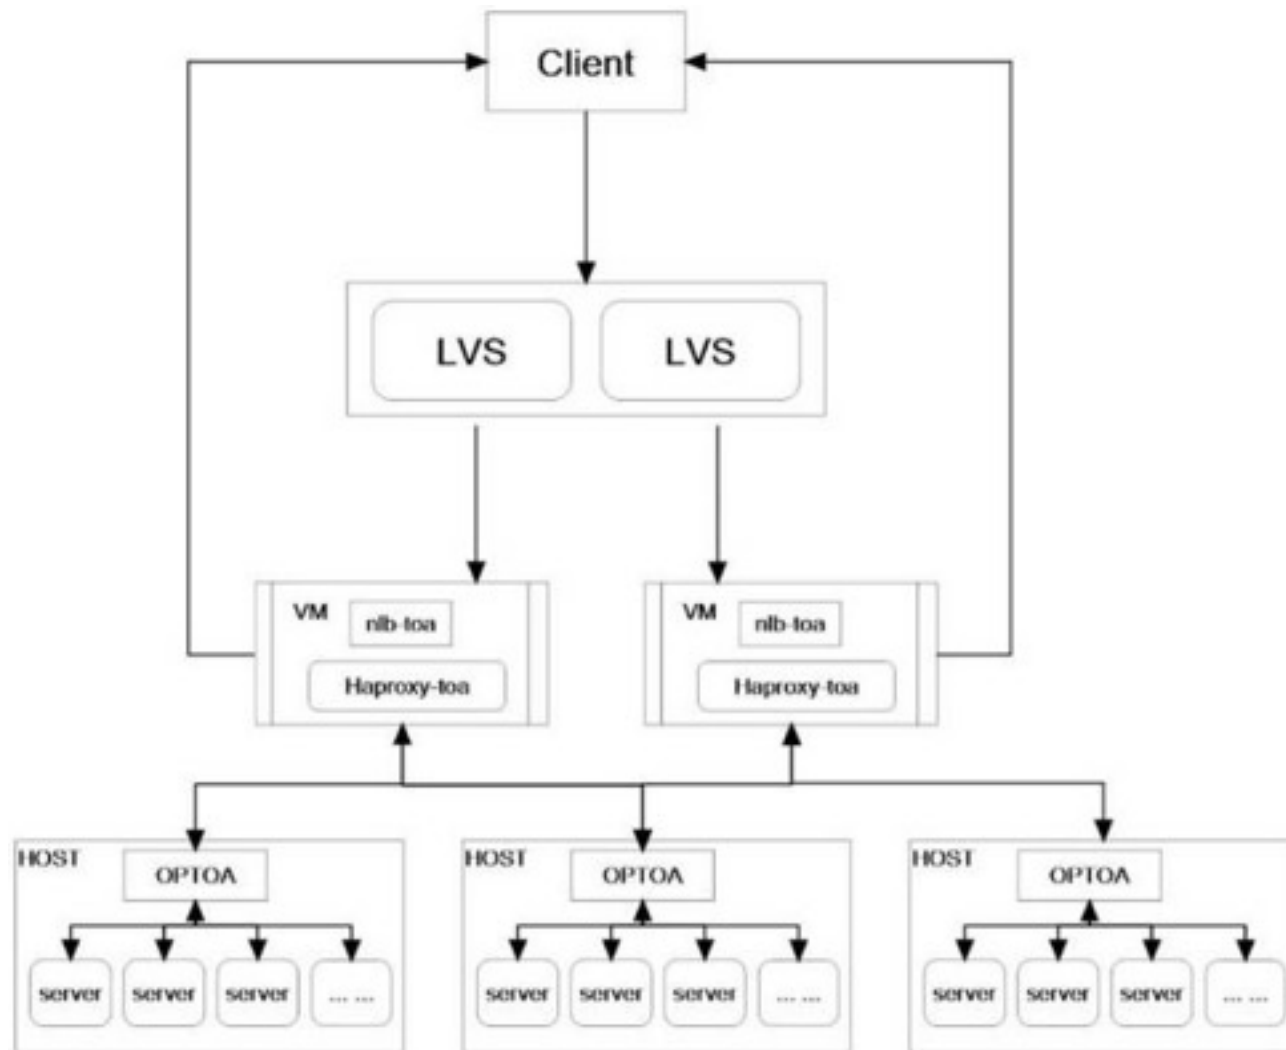 Client
LVS
LVS
VM
nlb-toa
Haproxy-toa
VM
nlb-toa
Haproxy-toa
HOST
OPTOA
server
server
server
... ...
HOST
OPTOA
server
server
server
... ...
HOST
OPTOA
server
server
server
... ...